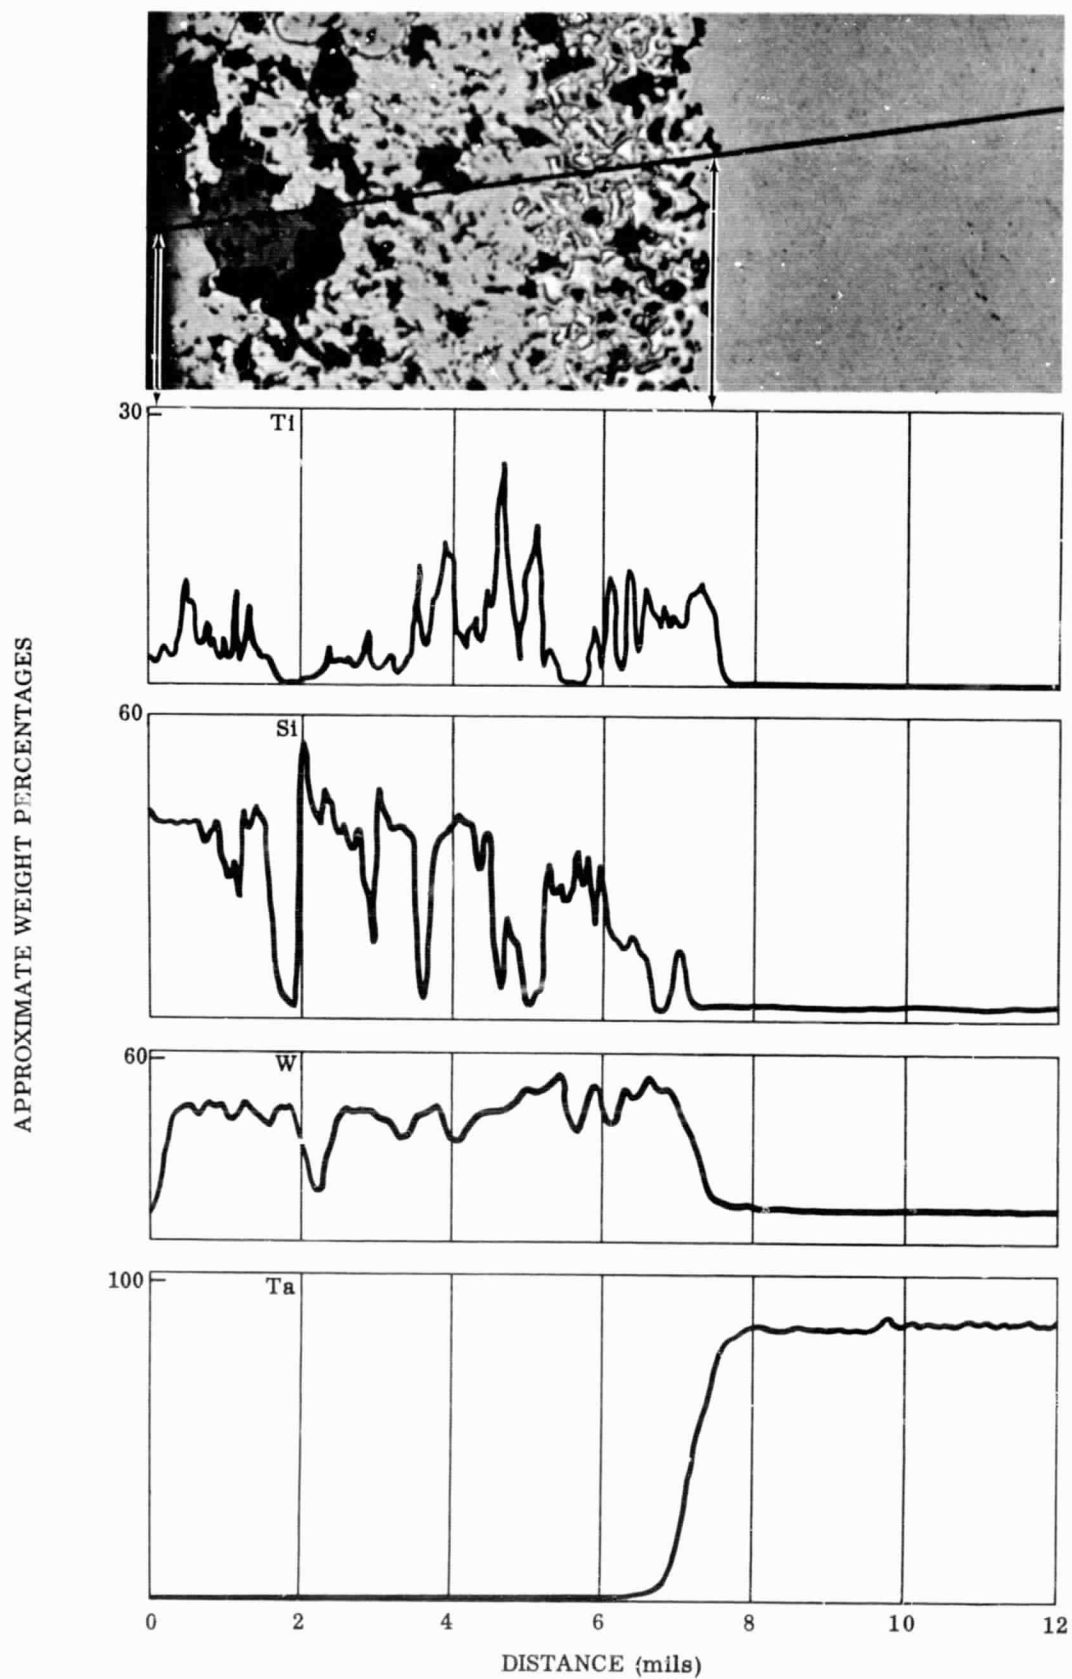 30
Ti
60
Si
APPROXIMATE WEIGHT PERCENTAGES
60
W
100
Ta
0 2 4 6 8 10 12
DISTANCE (mils)